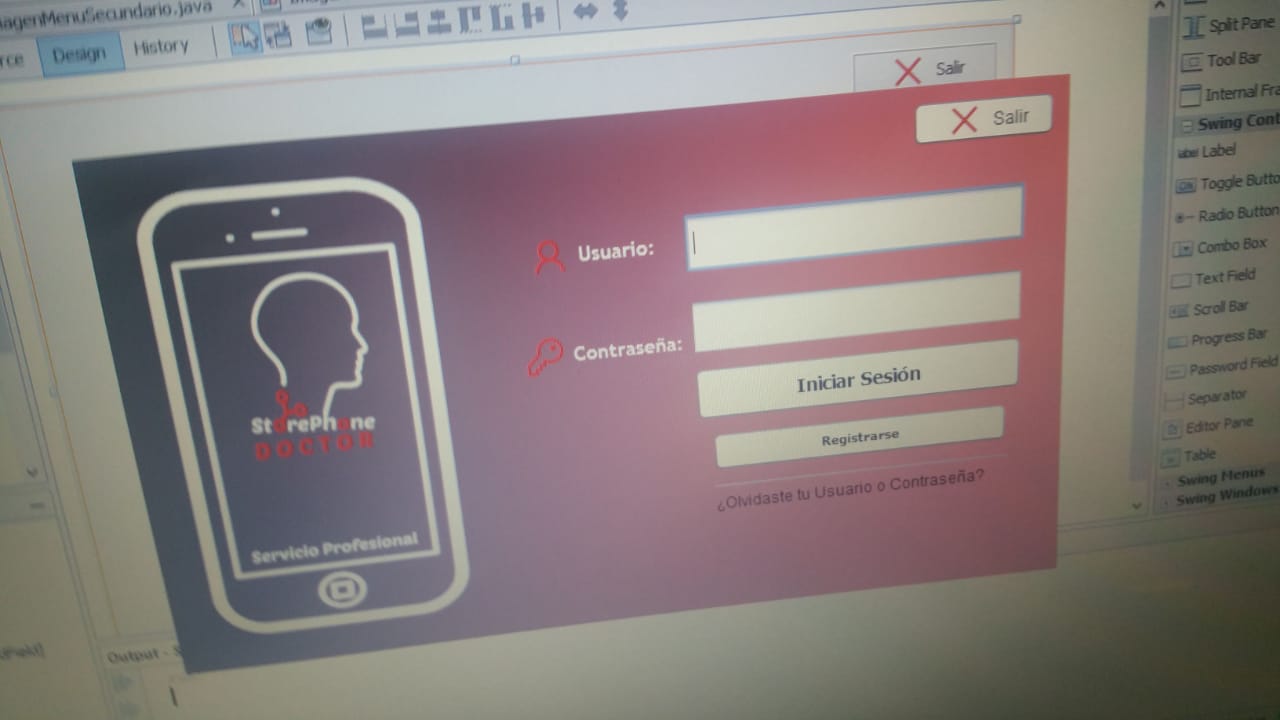 agenMenuSecundario.java
rce Design History
Salir
Salir
Usuario:
Contraseña:
Iniciar Sesión
Registrarse
¿Olvidaste tu Usuario o Contraseña?
StorePhone
DOCTOR
Servicio Profesional
Output - S
Split Pane
Tool Bar
Internal Fra
Swing Cont
label Label
ON Toggle Butto
Radio Button
Combo Box
Text Field
Scroll Bar
Progress Bar
Password Field
Separator
Editor Pane
Table
Swing Menus
Swing Windows